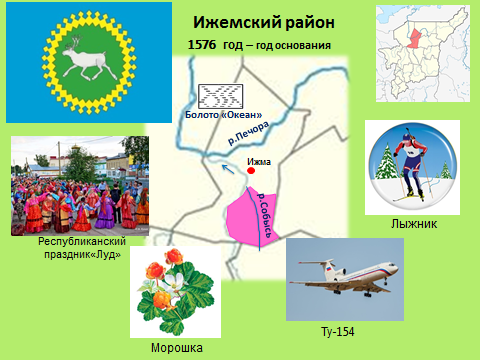 Ижемский район
1576 год – год основания
Болото «Океан»
р.Печора
Ижма
р.Собысь
Республиканский
праздник«Луд»
Лыжник
Морошка
Ту-154